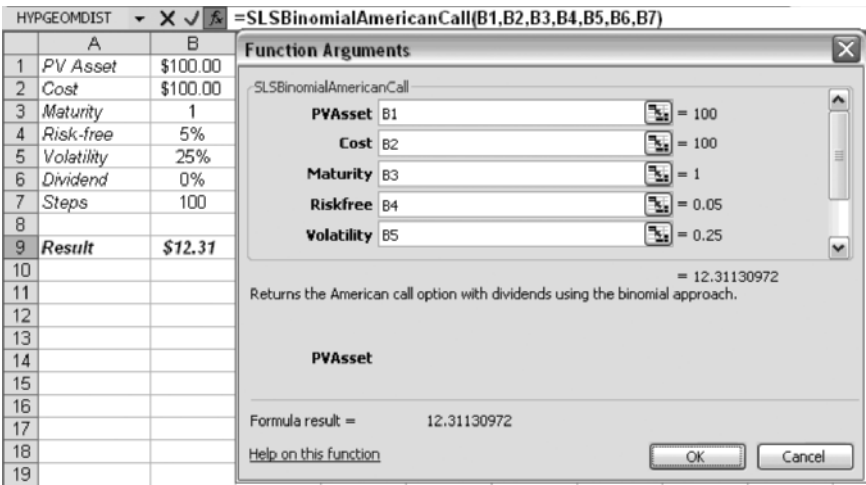 HYPGEOMDIST =SLSBinomialAmericanCall(B1,B2,B3,B4,B5,B6,B7)
A B
1 PV Asset $100.00
2 Cost $100.00
3 Maturity 1
4 Risk-free 5%
5 Volatility 25%
6 Dividend 0%
7 Steps 100
8
9 Result $12.31
10
11
12
13
14
15
16
17
18
19
Function Arguments
SLSBinomialAmericanCall
PVAsset B1 = 100
Cost B2 = 100
Maturity B3 = 1
Riskfree B4 = 0.05
Volatility B5 = 0.25
= 12.31130972
Returns the American call option with dividends using the binomial approach.
PVAsset
Formula result = 12.31130972
Help on this function OK Cancel